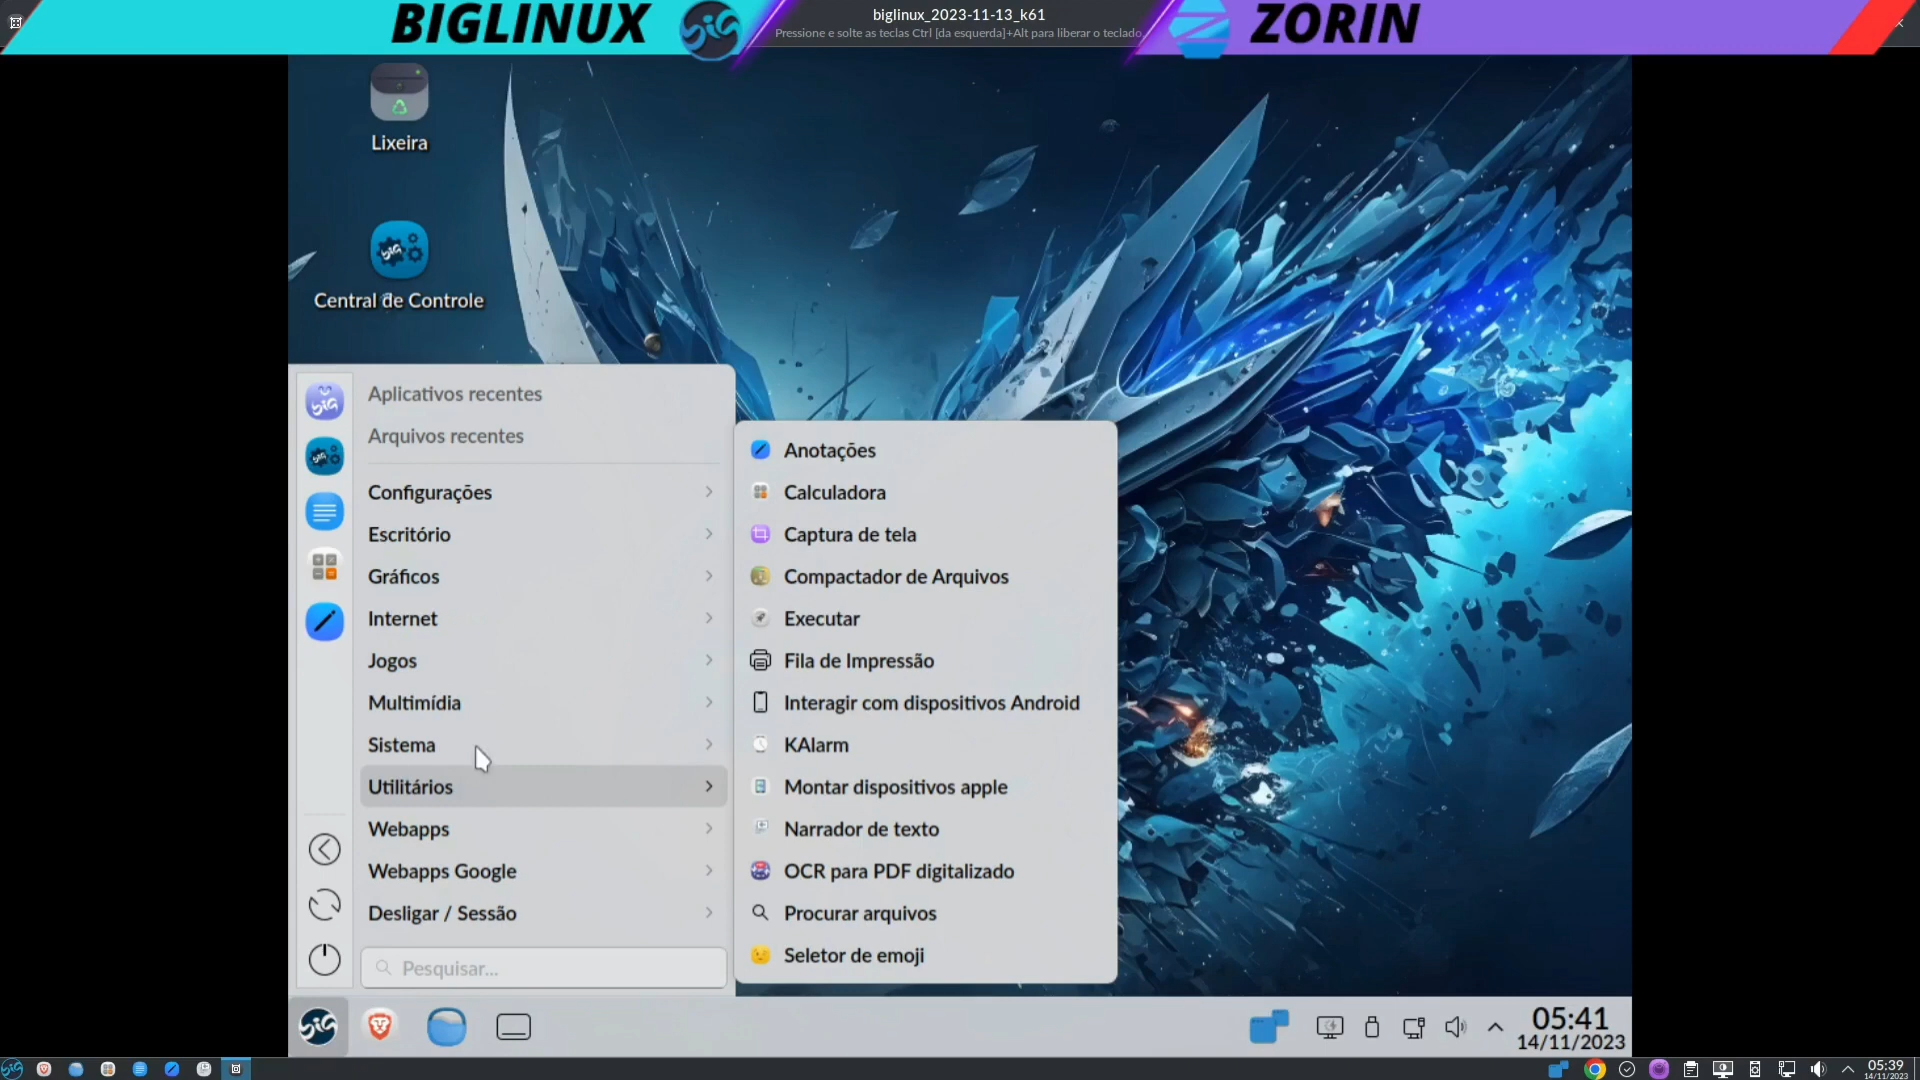 BIGLINUX
biglinux_2023-11-13_k61
Pressione e solte as teclas Ctrl [da esquerda]+Alt para liberar o teclado.
ZORIN
Lixeira
Central de Controle
Aplicativos recentes
Arquivos recentes
Configurações
Escritório
Gráficos
Internet
Jogos
Multimídia
Sistema
Utilitários
Webapps
Webapps Google
Desligar / Sessão
Pesquisar...
Anotações
Calculadora
Captura de tela
Compactador de Arquivos
Executar
Fila de Impressão
Interagir com dispositivos Android
KAlarm
Montar dispositivos apple
Narrador de texto
OCR para PDF digitalizado
Procurar arquivos
Seletor de emoji
05:41
14/11/2023
05:39
14/11/2023